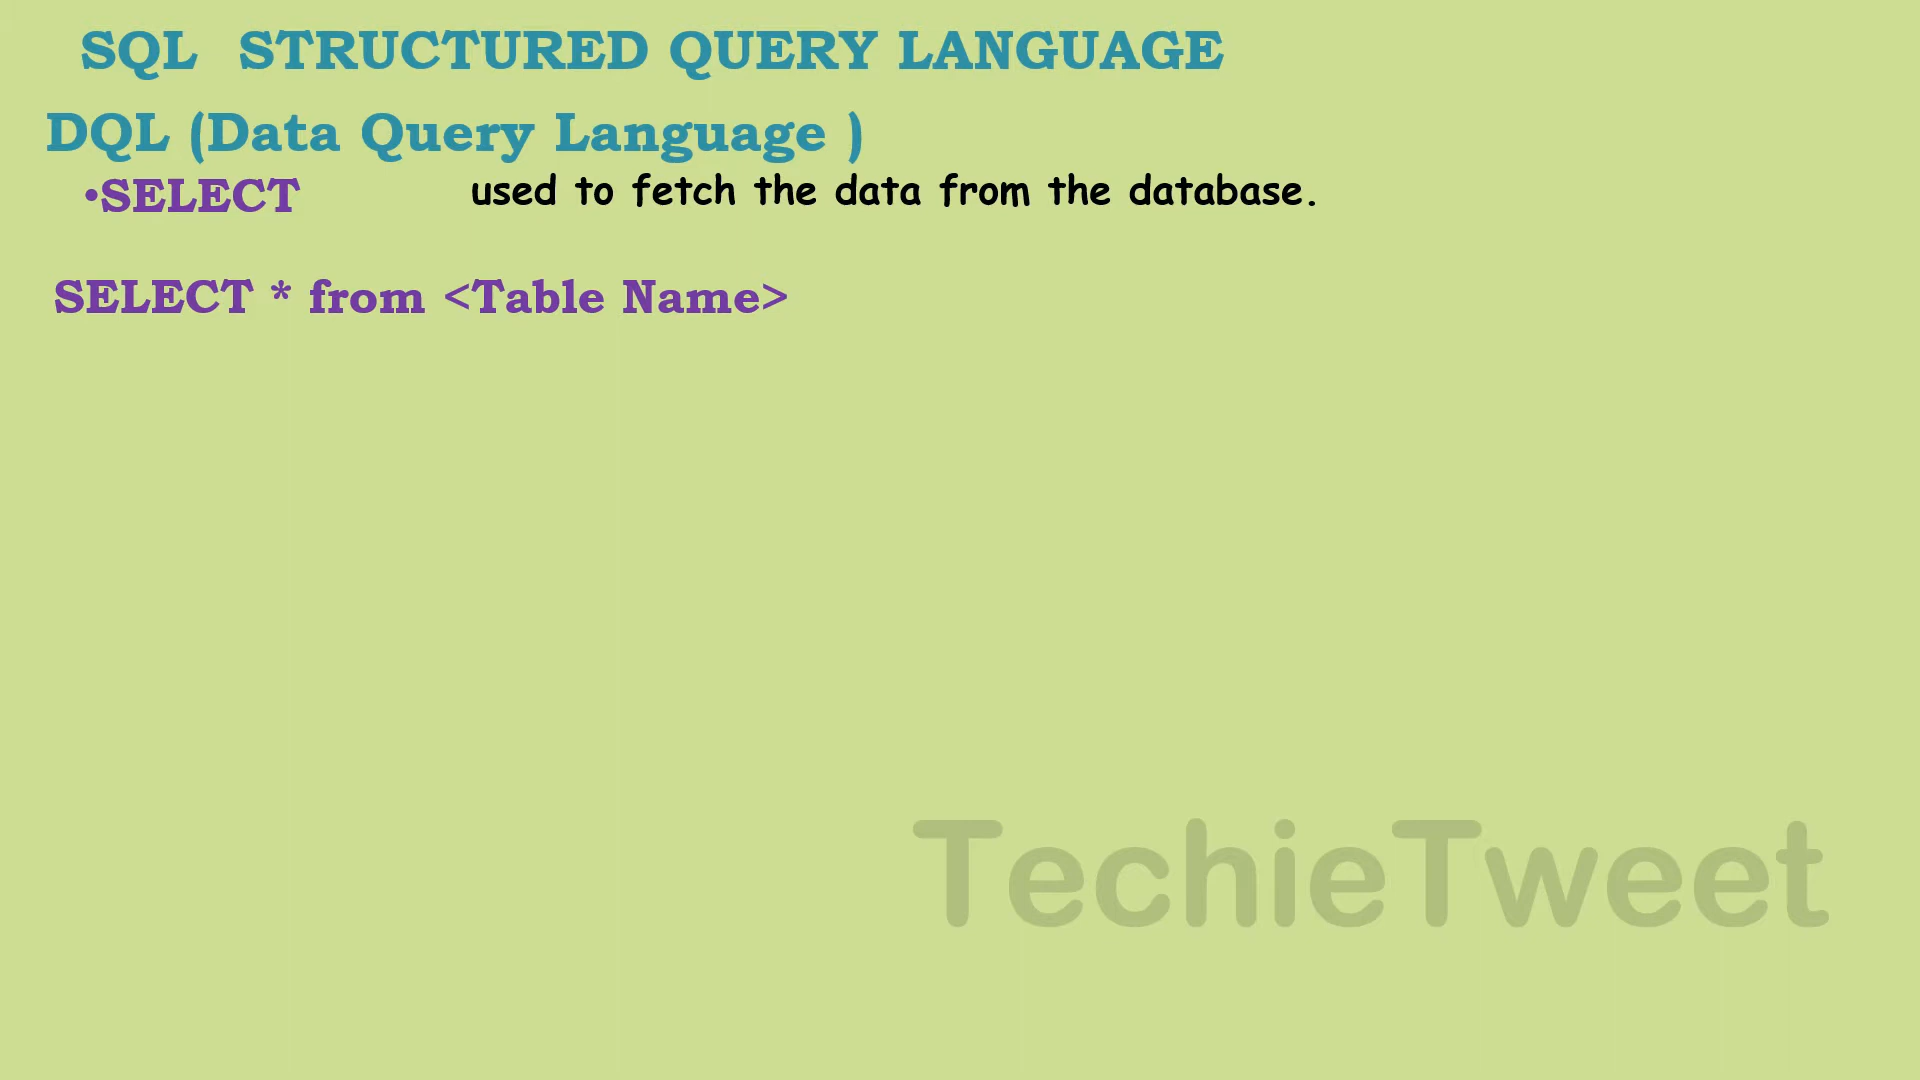 SQL STRUCTURED QUERY LANGUAGE
DQL (Data Query Language )
•SELECT used to fetch the data from the database.
SELECT * from <Table Name>
TechieTweet